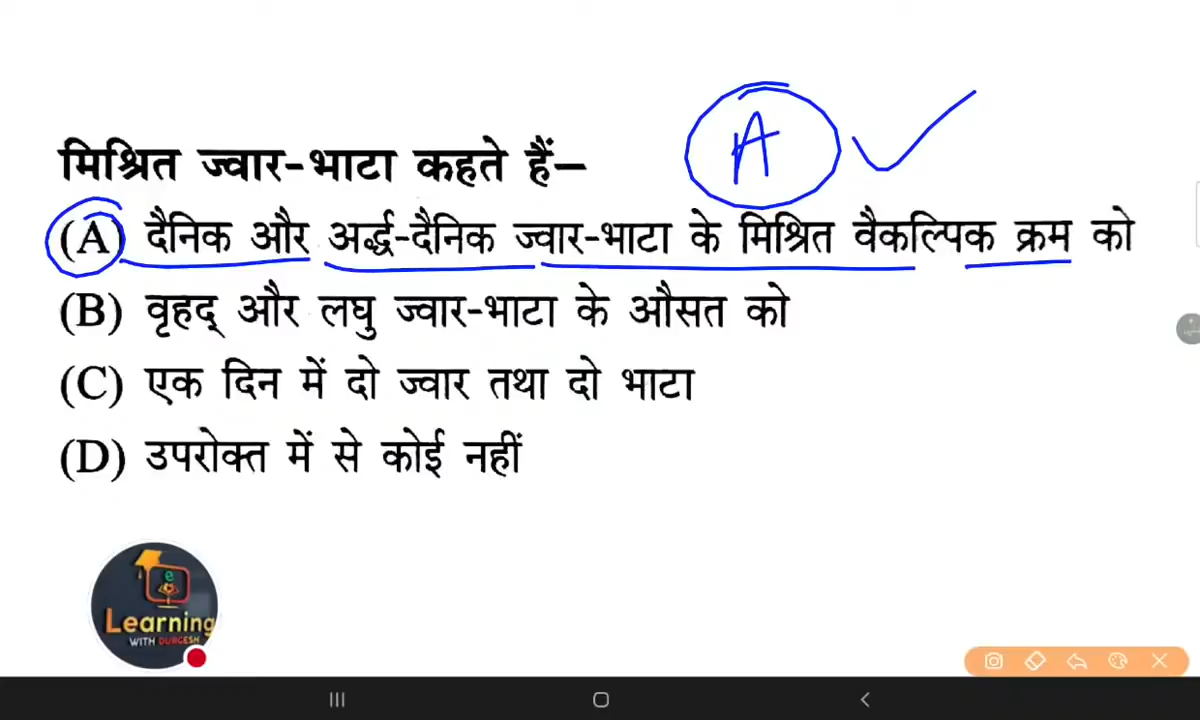 A
मिश्रित ज्वार-भाटा कहते हैं–
(A) दैनिक और अर्द्ध-दैनिक ज्वार-भाटा के मिश्रित वैकल्पिक क्रम को
(B) वृहद् और लघु ज्वार-भाटा के औसत को
(C) एक दिन में दो ज्वार तथा दो भाटा
(D) उपरोक्त में से कोई नहीं
e
Learning
WITH DURGESH